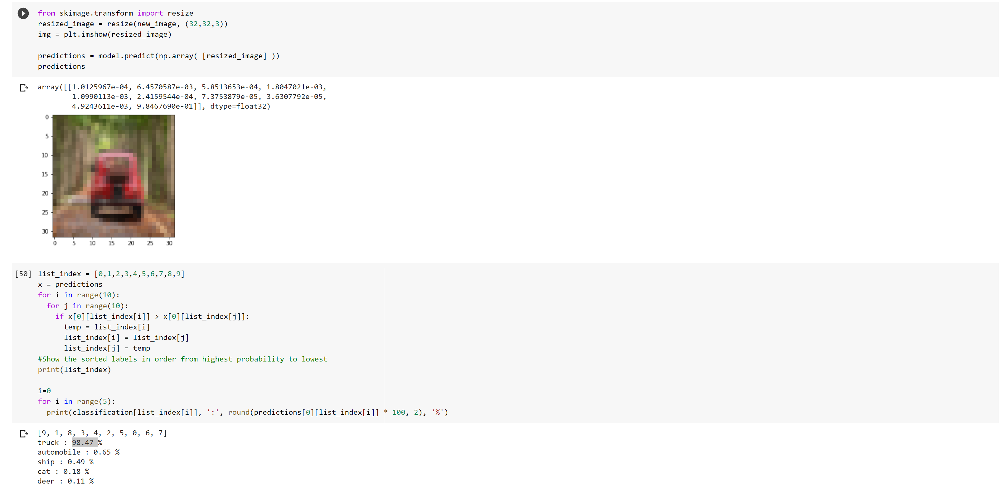 from skimage.transform import resize
resized_image = resize(new_image, (32,32,3))
img = plt.imshow(resized_image)
predictions = model.predict(np.array( [resized_image] ))
predictions
array([[1.0125967e-04, 6.4570587e-03, 5.8513653e-04, 1.8047021e-03,
1.0990113e-03, 2.4159544e-04, 7.3753879e-05, 3.6307792e-05,
4.9243611e-03, 9.8467690e-01]], dtype=float32)
0
5
10
15
20
25
30
0 5 10 15 20 25 30
[50] list_index = [0,1,2,3,4,5,6,7,8,9]
x = predictions
for i in range(10):
for j in range(10):
if x[0][list_index[i]] > x[0][list_index[j]]:
temp = list_index[i]
list_index[i] = list_index[j]
list_index[j] = temp
#Show the sorted labels in order from highest probability to lowest
print(list_index)
i=0
for i in range(5):
print(classification[list_index[i]], ':', round(predictions[0][list_index[i]] * 100, 2), '%')
[9, 1, 8, 3, 4, 2, 5, 0, 6, 7]
truck : 98.47 %
automobile : 0.65 %
ship : 0.49 %
cat : 0.18 %
deer : 0.11 %